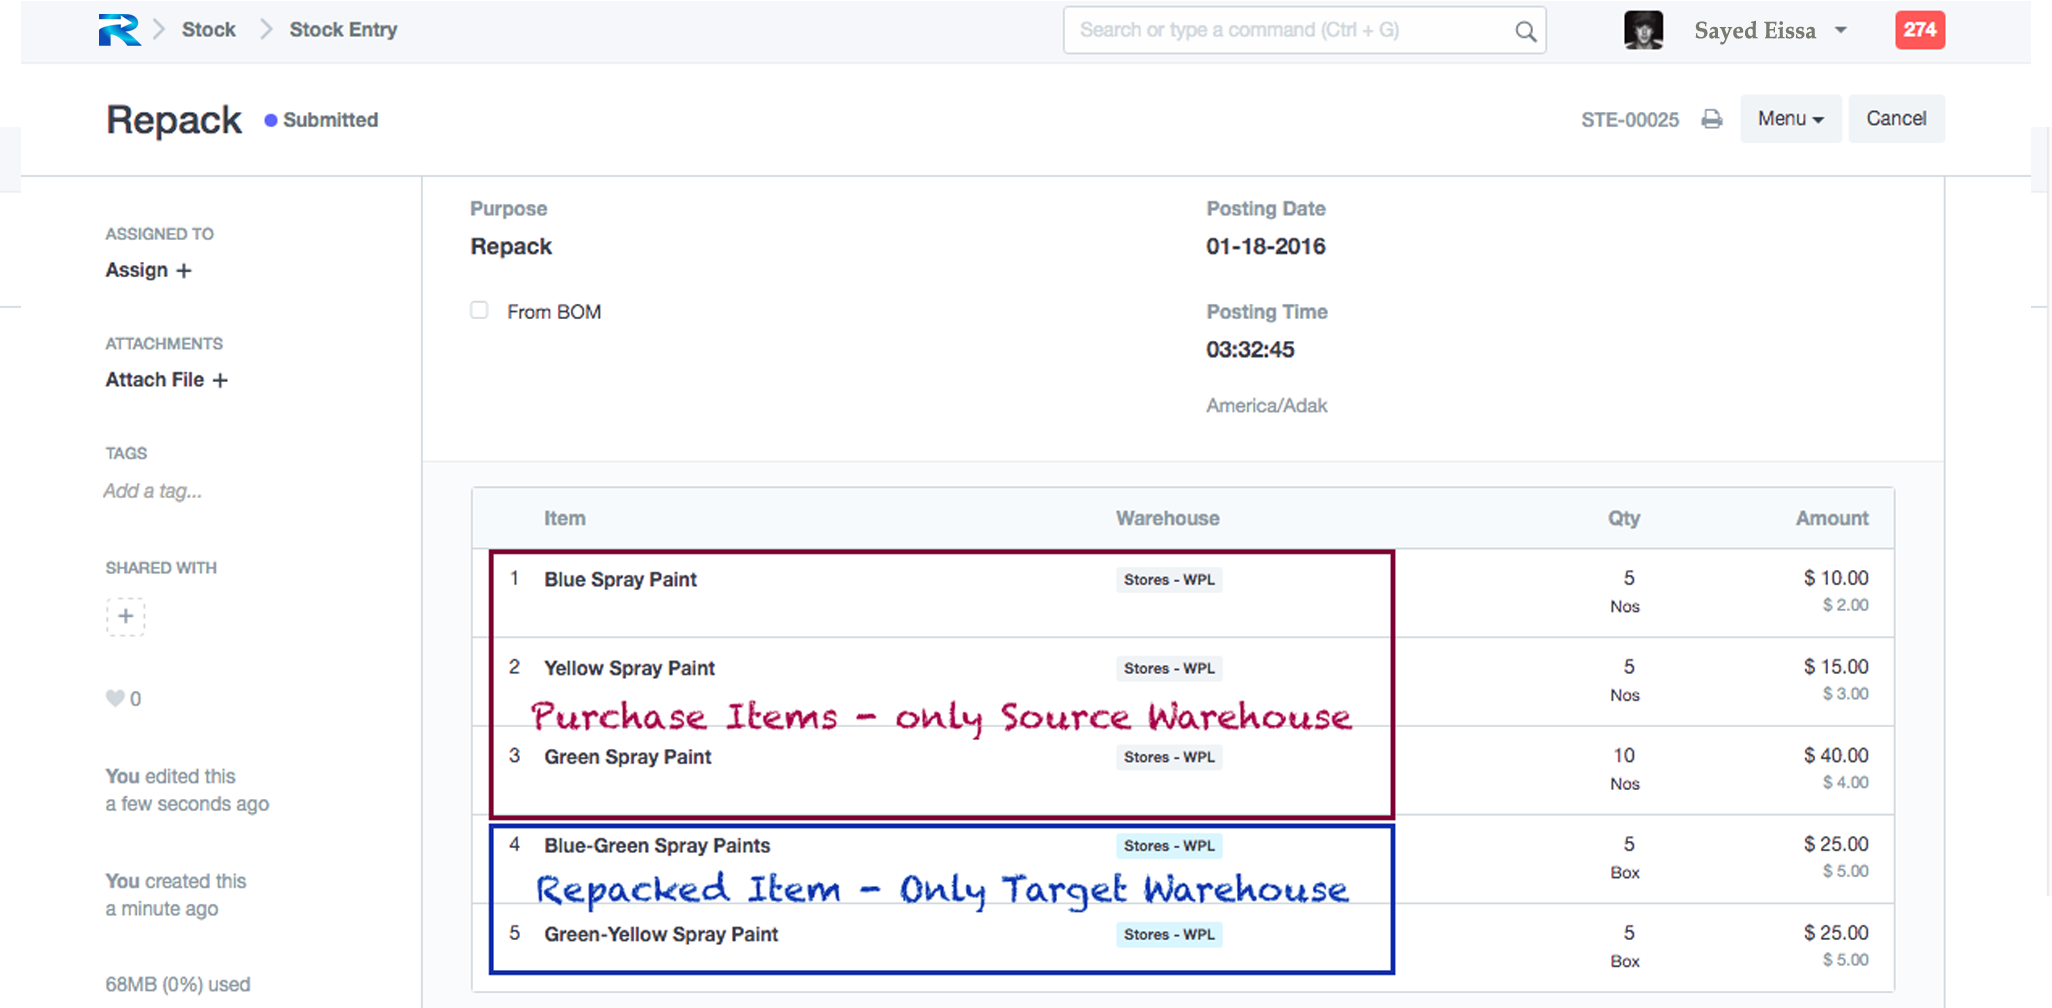 Stock Stock Entry Search or type a command (Ctrl + G) Sayed Eissa 274
Repack Submitted STE-00025 Menu Cancel
ASSIGNED TO
Assign +
ATTACHMENTS
Attach File +
TAGS
Add a tag...
SHARED WITH
+
0
You edited this
a few seconds ago
You created this
a minute ago
68MB (0%) used
Purpose
Repack
From BOM
Posting Date
01-18-2016
Posting Time
03:32:45
America/Adak
Item Warehouse Qty Amount
1 Blue Spray Paint Stores - WPL 5 $ 10.00
Nos $ 2.00
2 Yellow Spray Paint Stores - WPL 5 $ 15.00
Nos $ 3.00
Purchase Items - only Source Warehouse
3 Green Spray Paint Stores - WPL 10 $ 40.00
Nos $ 4.00
4 Blue-Green Spray Paints Stores - WPL 5 $ 25.00
Box $ 5.00
Repacked Item - Only Target Warehouse
5 Green-Yellow Spray Paint Stores - WPL 5 $ 25.00
Box $ 5.00